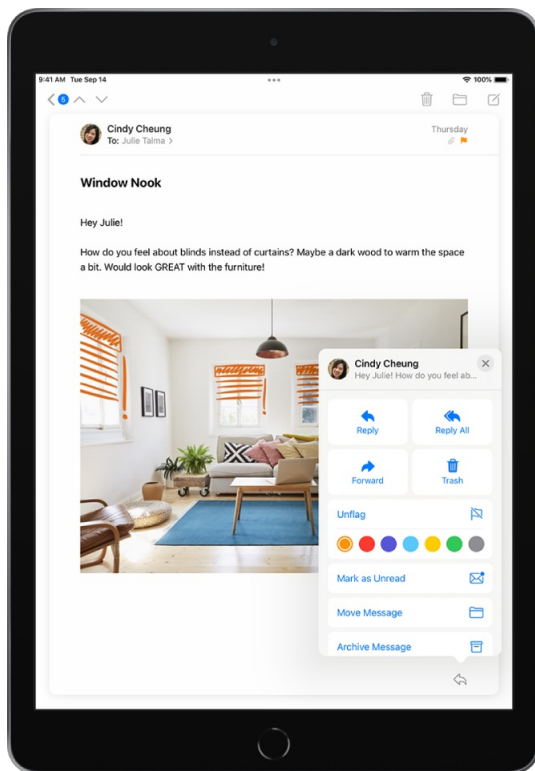 9:41 AM Tue Sep 14
100%
5
Cindy Cheung
Thursday
To: Julie Talma >
Window Nook
Hey Julie!
How do you feel about blinds instead of curtains? Maybe a dark wood to warm the space
a bit. Would look GREAT with the furniture!
Cindy Cheung
Hey Julie! How do you feel ab...
Reply
Reply All
Forward
Trash
Unflag
Mark as Unread
Move Message
Archive Message